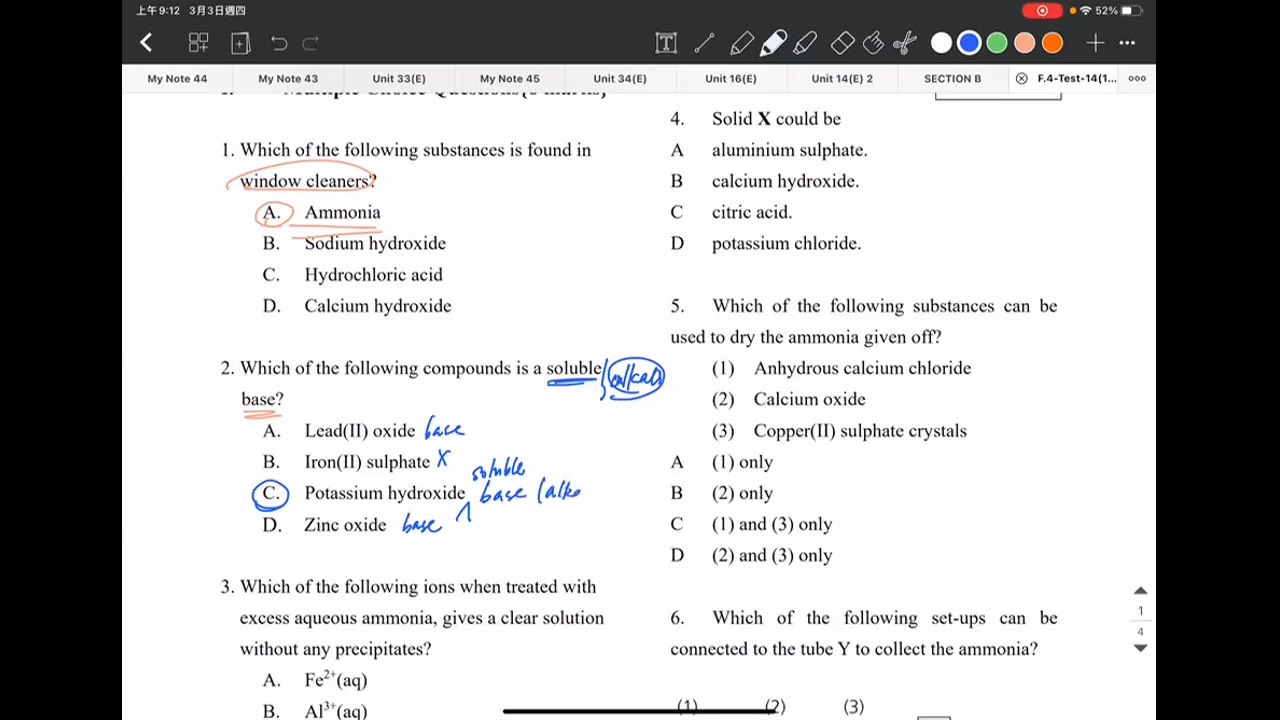 上午9:12 3月3日週四
52%
My Note 44
My Note 43
Unit 33(E)
My Note 45
Unit 34(E)
Unit 16(E)
Unit 14(E) 2
SECTION B
F.4-Test-14(1...
1. Which of the following substances is found in
window cleaners?
A. Ammonia
B. Sodium hydroxide
C. Hydrochloric acid
D. Calcium hydroxide
2. Which of the following compounds is a soluble
base?
A. Lead(II) oxide base
B. Iron(II) sulphate X
soluble
C. Potassium hydroxide base (alka
D. Zinc oxide base
3. Which of the following ions when treated with
excess aqueous ammonia, gives a clear solution
without any precipitates?
A. Fe²⁺(aq)
B. Al³⁺(aq)
4. Solid X could be
A aluminium sulphate.
B calcium hydroxide.
C citric acid.
D potassium chloride.
5. Which of the following substances can be
used to dry the ammonia given off?
(1) Anhydrous calcium chloride
(2) Calcium oxide
(3) Copper(II) sulphate crystals
A (1) only
B (2) only
C (1) and (3) only
D (2) and (3) only
6. Which of the following set-ups can be
connected to the tube Y to collect the ammonia?
(1) (2) (3)
1
4